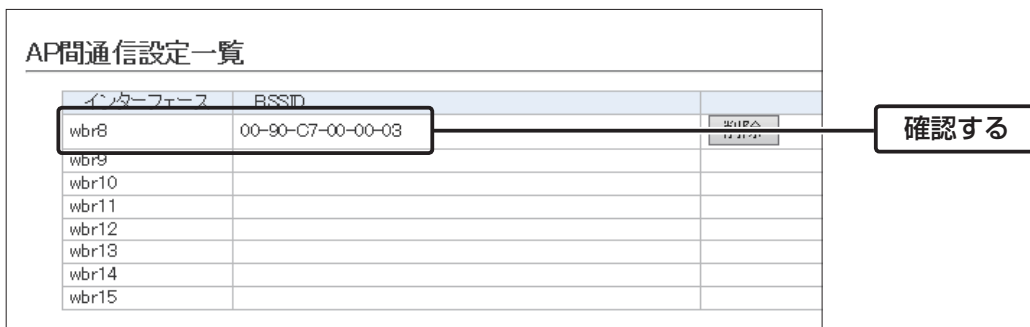 AP間通信設定一覧
インターフェース BSSID
wbr8 00-90-C7-00-00-03 削除 確認する
wbr9
wbr10
wbr11
wbr12
wbr13
wbr14
wbr15